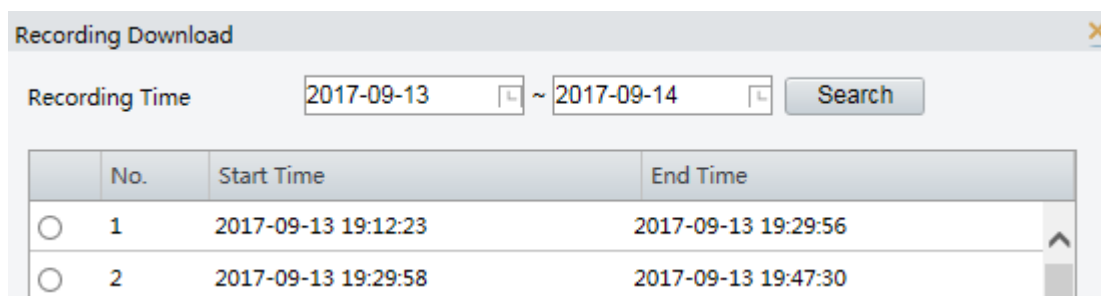 Recording Download
Recording Time 2017-09-13 ~ 2017-09-14 Search
No. Start Time End Time
1 2017-09-13 19:12:23 2017-09-13 19:29:56
2 2017-09-13 19:29:58 2017-09-13 19:47:30